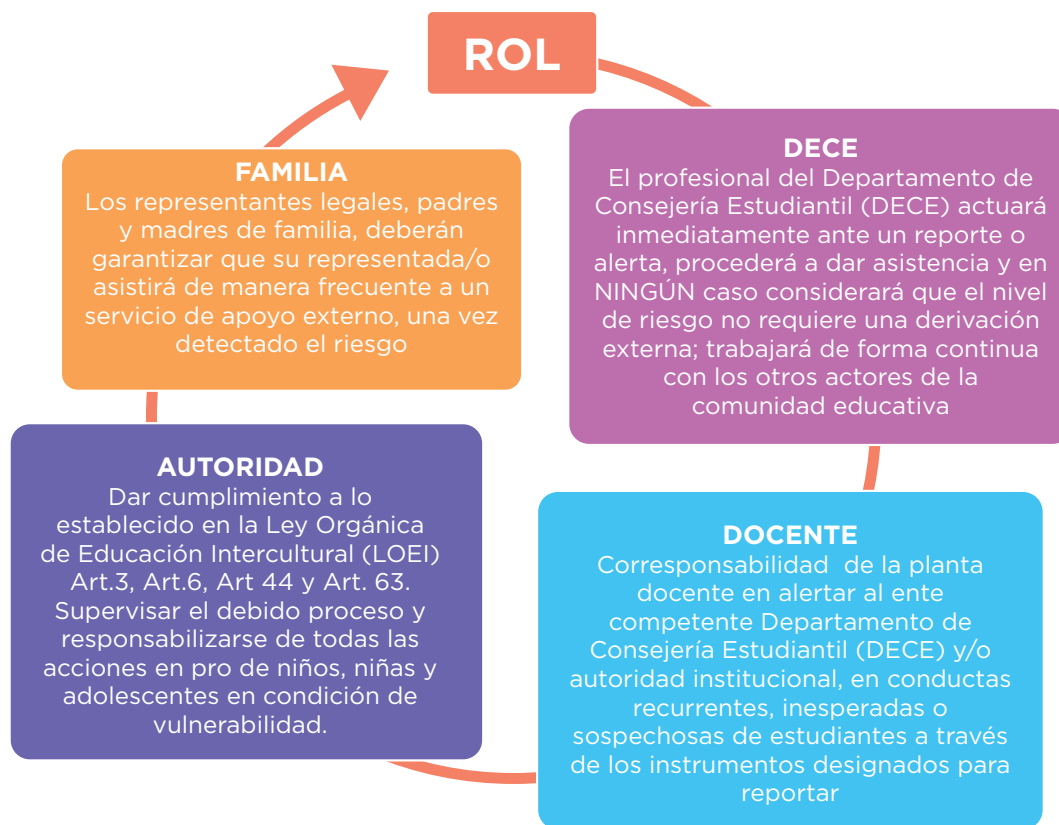 ROL
DECE
El profesional del Departamento de
Consejería Estudiantil (DECE) actuará
inmediatamente ante un reporte o
alerta, procederá a dar asistencia y en
NINGÚN caso considerará que el nivel
de riesgo no requiere una derivación
externa; trabajará de forma continua
con los otros actores de la
comunidad educativa
DOCENTE
Corresponsabilidad de la planta
docente en alertar al ente
competente Departamento de
Consejería Estudiantil (DECE) y/o
autoridad institucional, en conductas
recurrentes, inesperadas o
sospechosas de estudiantes a través
de los instrumentos designados para
reportar
AUTORIDAD
Dar cumplimiento a lo
establecido en la Ley Orgánica
de Educación Intercultural (LOEI)
Art.3, Art.6, Art 44 y Art. 63.
Supervisar el debido proceso y
responsabilizarse de todas las
acciones en pro de niños, niñas y
adolescentes en condición de
vulnerabilidad.
FAMILIA
Los representantes legales, padres
y madres de familia, deberán
garantizar que su representada/o
asistirá de manera frecuente a un
servicio de apoyo externo, una vez
detectado el riesgo